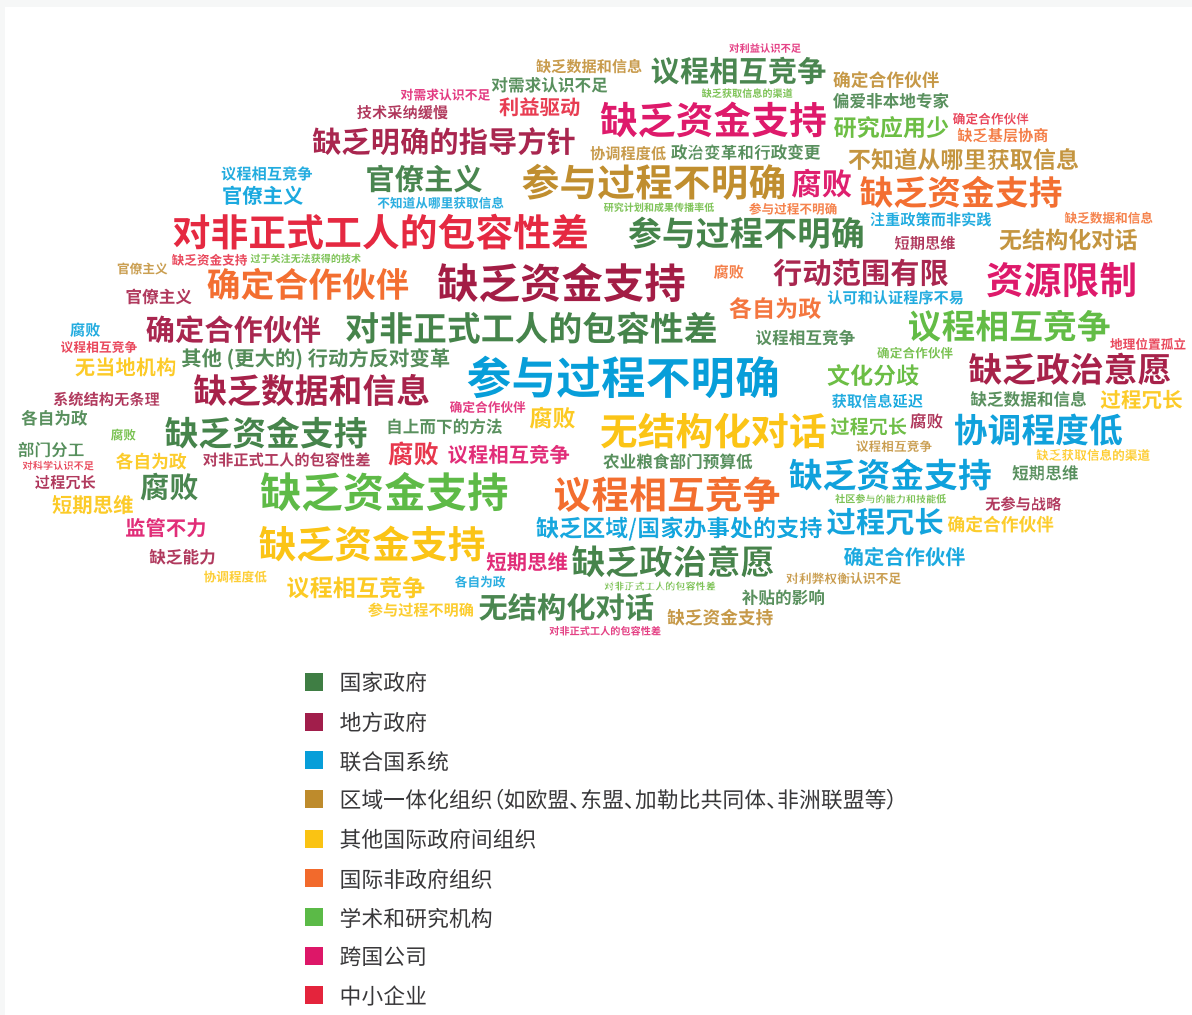 对利益认识不足
缺乏数据和信息
议程相互竞争
对需求认识不足
确定合作伙伴
对需求认识不足
缺乏获取信息的渠道
偏爱非本地专家
技术采纳缓慢
利益驱动
缺乏资金支持
研究应用少
确定合作伙伴
缺乏基层协商
缺乏明确的指导方针
协调程度低
政治变革和行政变更
不知道从哪里获取信息
议程相互竞争
官僚主义
参与过程不明确
腐败
缺乏资金支持
官僚主义
不知道从哪里获取信息
研究计划和成果传播率低
参与过程不明确
注重政策而非实践
缺乏数据和信息
对非正式工人的包容性差
参与过程不明确
短期思维
无结构化对话
官僚主义
缺乏资金支持
过于关注无法获得的技术
确定合作伙伴
缺乏资金支持
腐败
行动范围有限
资源限制
官僚主义
各自为政
认可和认证程序不易
腐败
确定合作伙伴
对非正式工人的包容性差
议程相互竞争
议程相互竞争
议程相互竞争
地理位置孤立
无当地机构
其他 (更大的) 行动方反对变革
参与过程不明确
确定合作伙伴
缺乏政治意愿
文化分歧
系统结构无条理
缺乏数据和信息
确定合作伙伴
获取信息延迟
缺乏数据和信息
过程冗长
各自为政
腐败
缺乏资金支持
自上而下的方法
腐败
无结构化对话
过程冗长
腐败
协调程度低
部门分工
各自为政
对非正式工人的包容性差
腐败
议程相互竞争
农业粮食部门预算低
议程相互竞争
缺乏获取信息的渠道
对科学认识不足
过程冗长
腐败
缺乏资金支持
议程相互竞争
缺乏资金支持
短期思维
短期思维
社区参与的能力和技能低
无参与战略
监管不力
缺乏资金支持
缺乏区域/国家办事处的支持
过程冗长
确定合作伙伴
缺乏能力
短期思维
缺乏政治意愿
确定合作伙伴
协调程度低
议程相互竞争
各自为政
对非正式工人的包容性差
对利弊权衡认识不足
参与过程不明确
无结构化对话
补贴的影响
对非正式工人的包容性差
缺乏资金支持
国家政府
地方政府
联合国系统
区域一体化组织（如欧盟、东盟、加勒比共同体、非洲联盟等）
其他国际政府间组织
国际非政府组织
学术和研究机构
跨国公司
中小企业